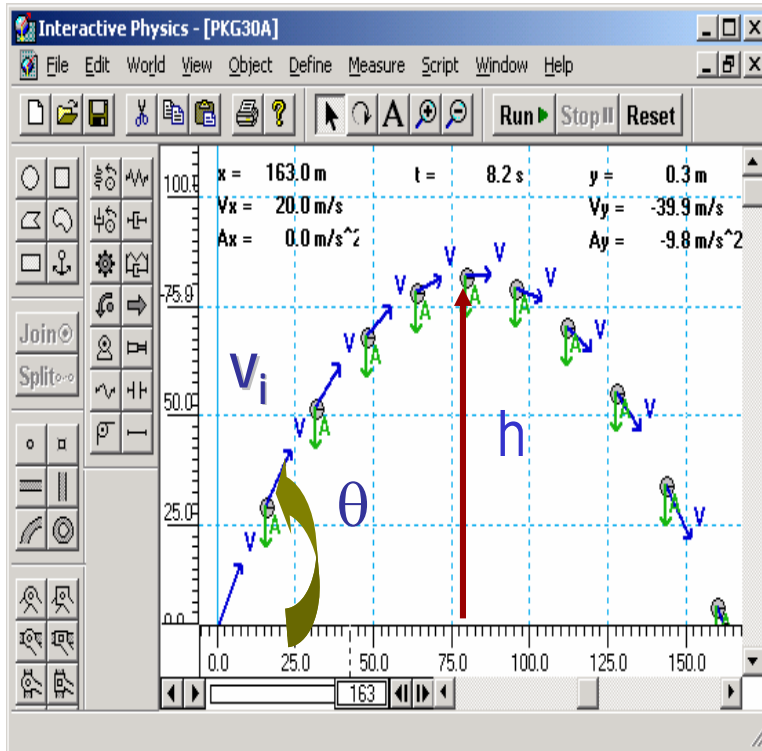 Interactive Physics - [PKG30A]
File Edit World View Object Define Measure Script Window Help
A Run Stop Reset
x = 163.0 m t = 8.2 s y = 0.3 m
Vx = 20.0 m/s Vy = -39.9 m/s
Ax = 0.0 m/s^2 Ay = -9.8 m/s^2
Join
Split
100.
75.0
50.0
25.0
0.0
V V V V V V V V V V
A A A A A A A A A A
vi
θ
h
0.0 25.0 50.0 75.0 100.0 125.0 150.0
163